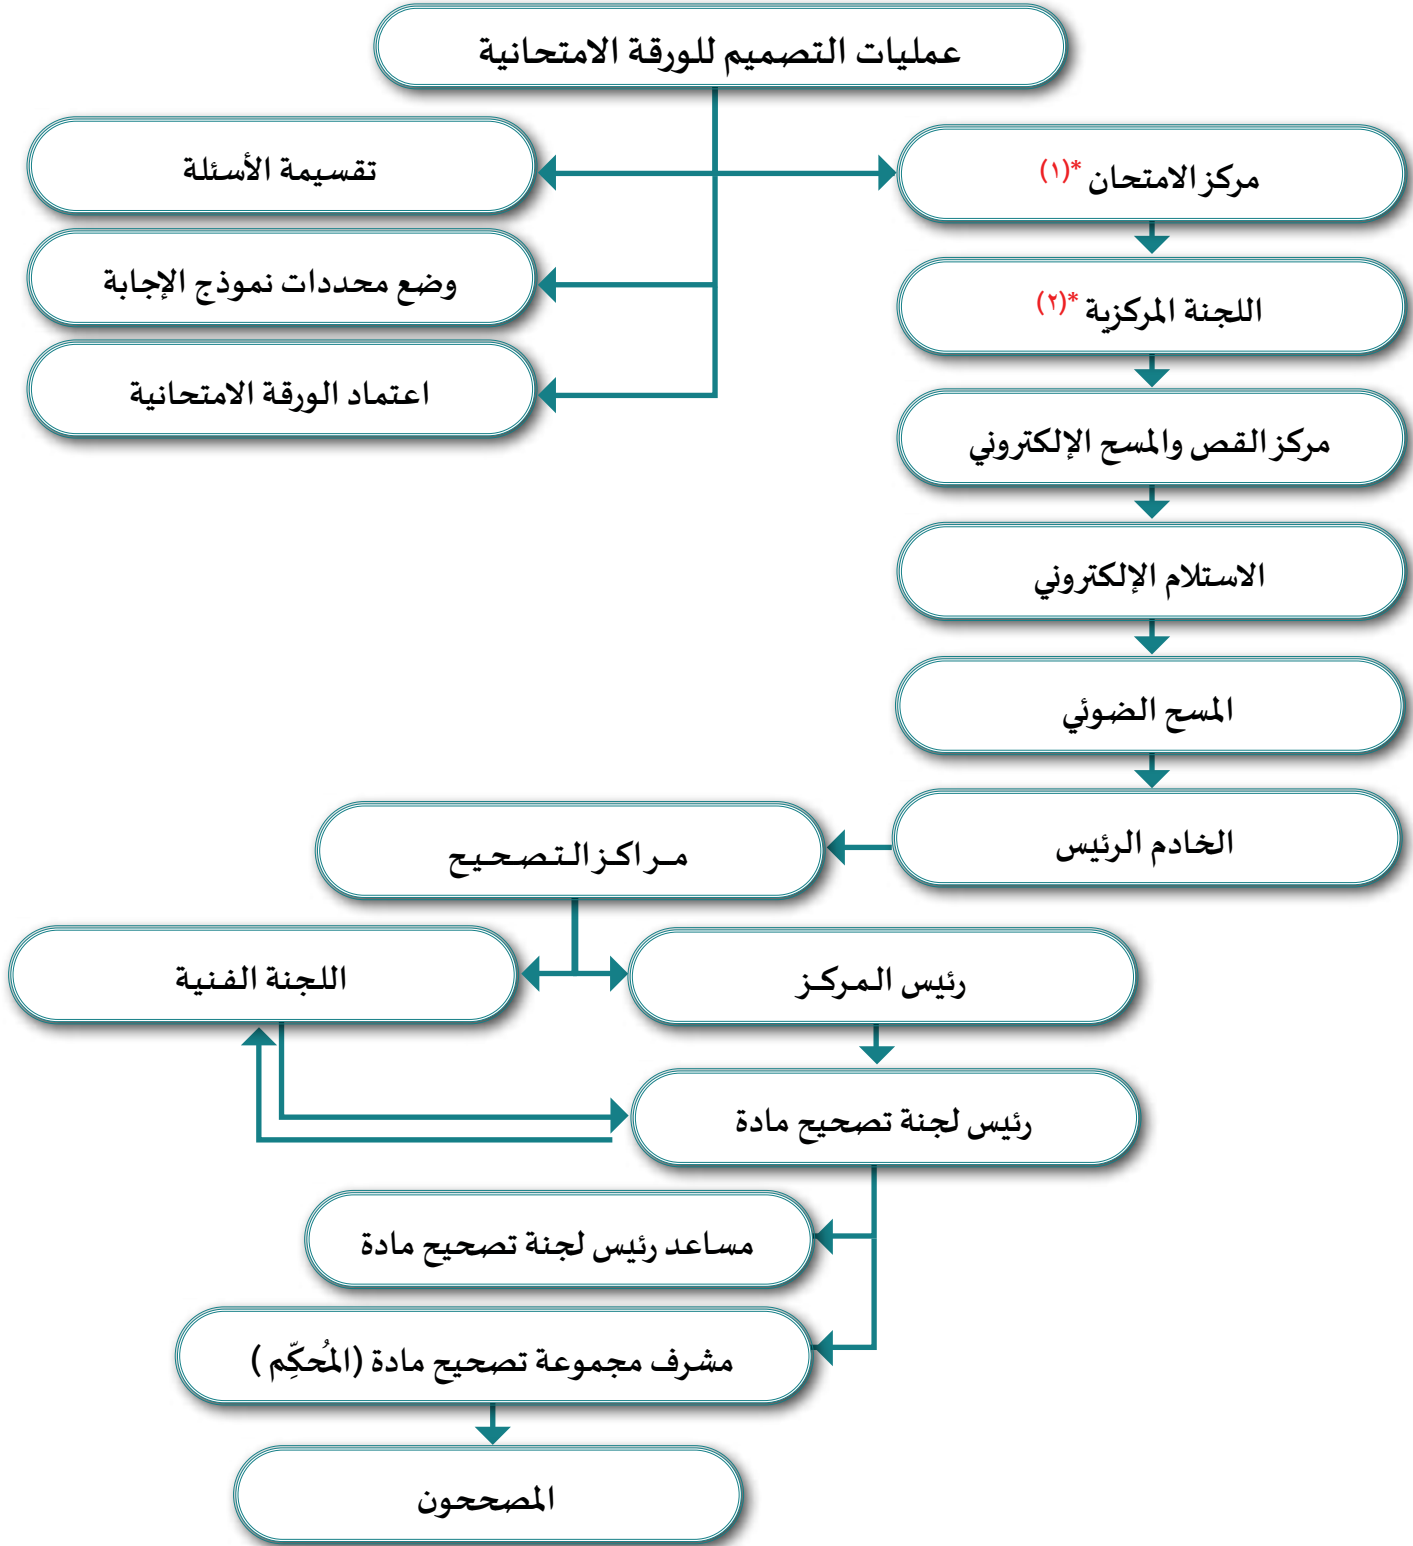 عمليات التصميم للورقة الامتحانية
مركز الامتحان *(١)
تقسيمة الأسئلة
اللجنة المركزية *(٢)
وضع محددات نموذج الإجابة
اعتماد الورقة الامتحانية
مركز القص والمسح الإلكتروني
الاستلام الإلكتروني
المسح الضوئي
الخادم الرئيس
مراكز التصحيح
رئيس المركز
اللجنة الفنية
رئيس لجنة تصحيح مادة
مساعد رئيس لجنة تصحيح مادة
مشرف مجموعة تصحيح مادة (المُحكِّم )
المصححون